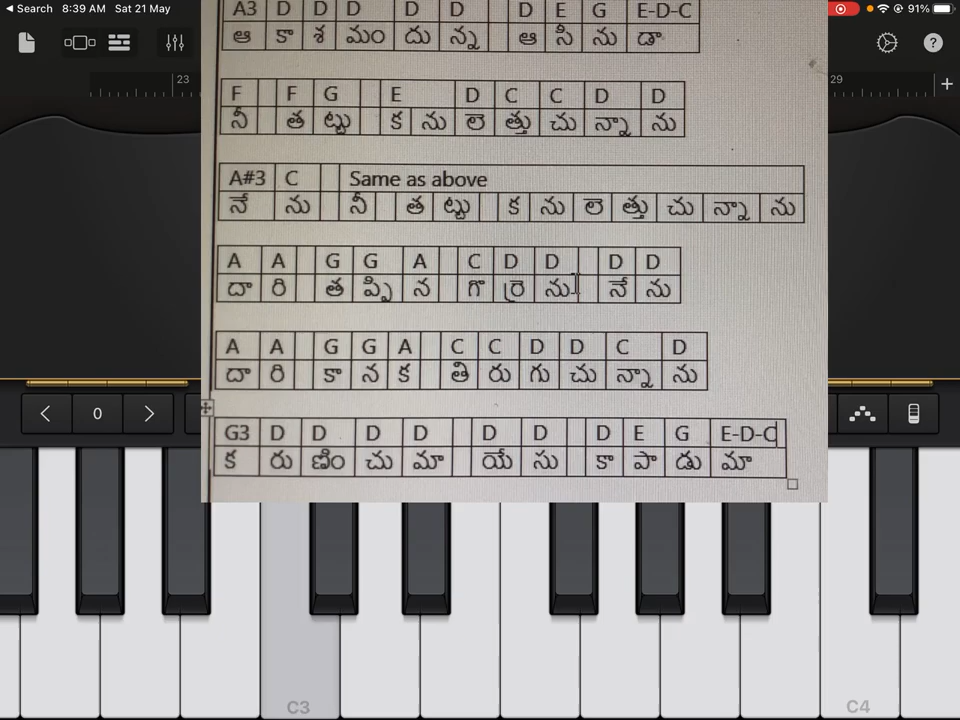 Search 8:39 AM Sat 21 May 91%
23 29
A3 D D D D D D E G E-D-C
ఆ కా శ మం దు న్న ఆ సీ ను డా
F F G E D C C D D
నీ త ట్టు క ను లె త్తు చు న్నా ను
A#3 C Same as above
నే ను నీ త ట్టు క ను లె త్తు చు న్నా ను
A A G G A C D D D D
దా రి త ప్పి న గొ ర్రె ను నే ను
A A G G A C C D D C D
దా రి కా న క తి రు గు చు న్నా ను
G3 D D D D D D D E G E-D-C
క రు ణిం చు మా యే సు కా పా డు మా
0
C3 C4